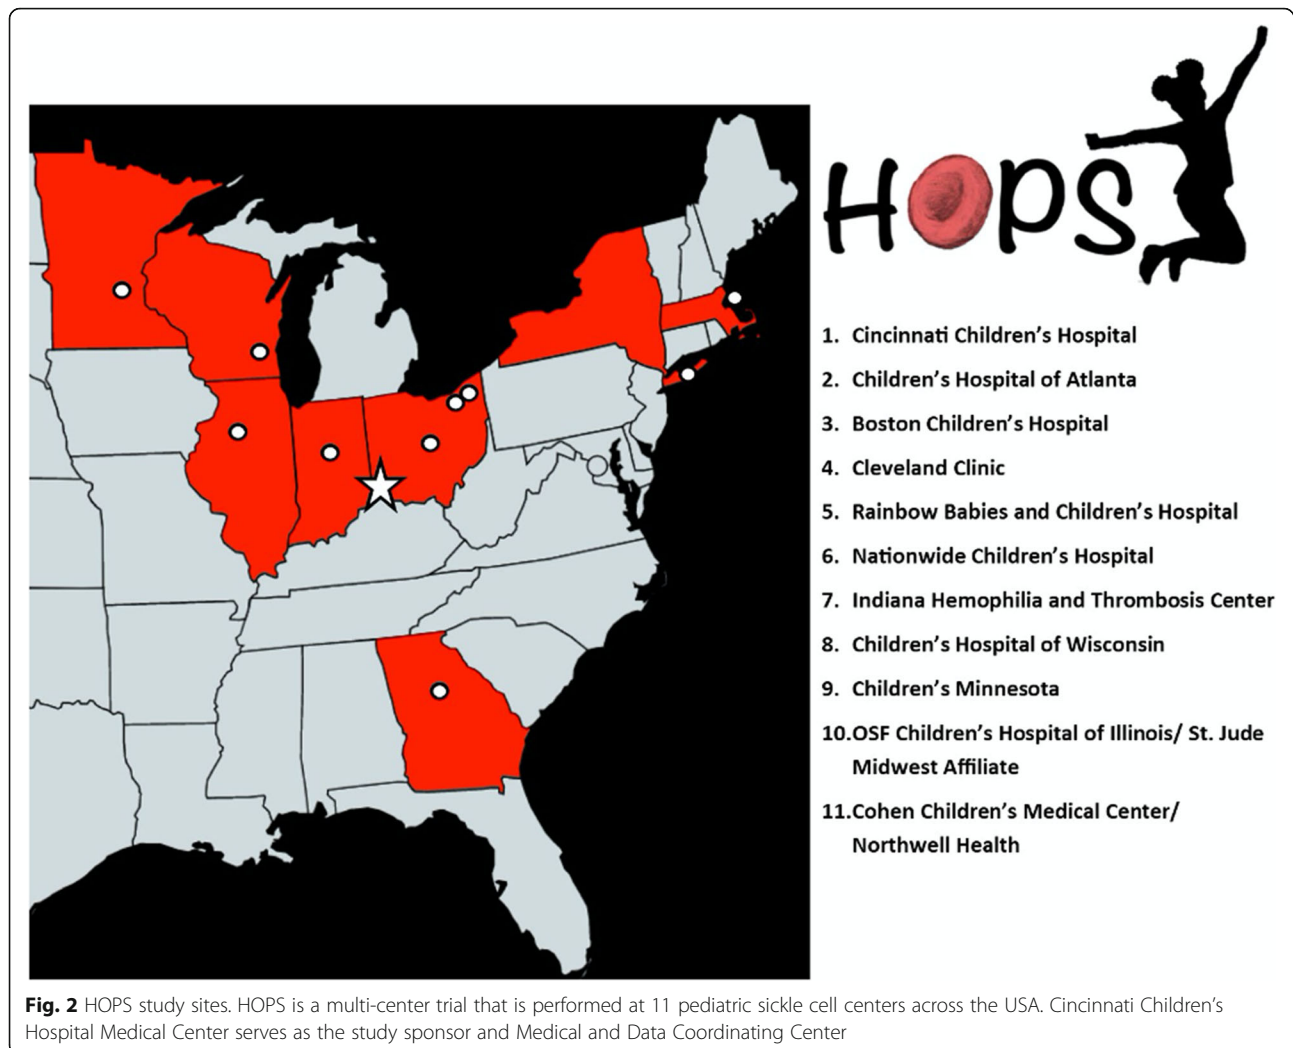 HOPS
1. Cincinnati Children's Hospital
2. Children's Hospital of Atlanta
3. Boston Children's Hospital
4. Cleveland Clinic
5. Rainbow Babies and Children's Hospital
6. Nationwide Children's Hospital
7. Indiana Hemophilia and Thrombosis Center
8. Children's Hospital of Wisconsin
9. Children's Minnesota
10.OSF Children's Hospital of Illinois/ St. Jude
Midwest Affiliate
11.Cohen Children's Medical Center/
Northwell Health
Fig. 2 HOPS study sites. HOPS is a multi-center trial that is performed at 11 pediatric sickle cell centers across the USA. Cincinnati Children's
Hospital Medical Center serves as the study sponsor and Medical and Data Coordinating Center